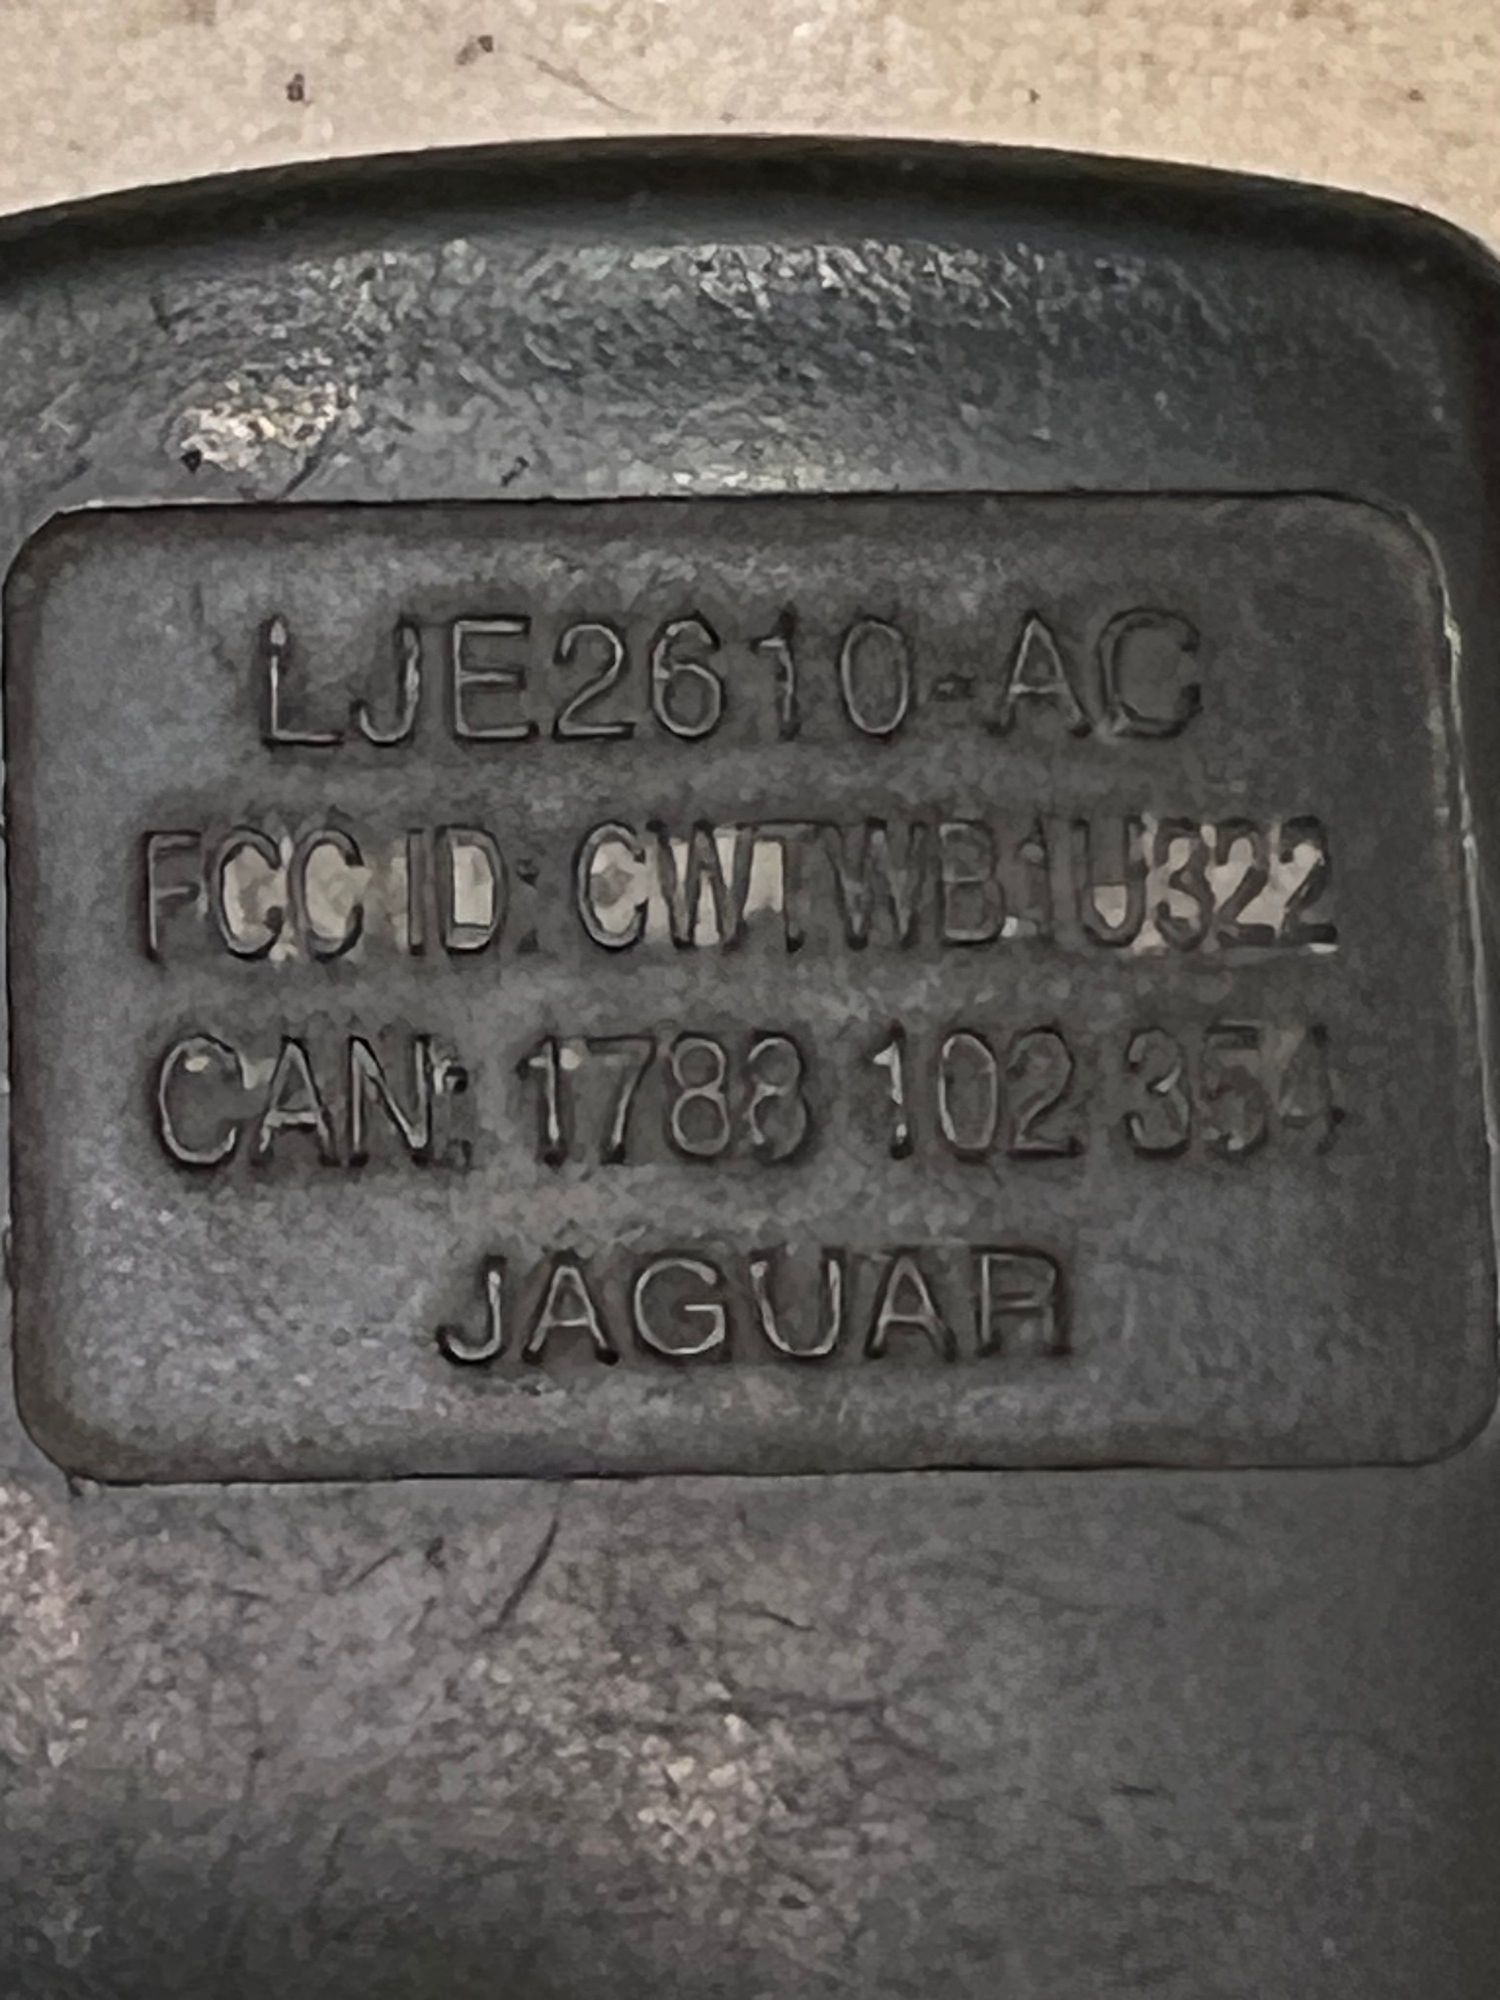 LJE2610-AC
FCC ID: CWTWB1U322
CAN: 1788 102 354
JAGUAR